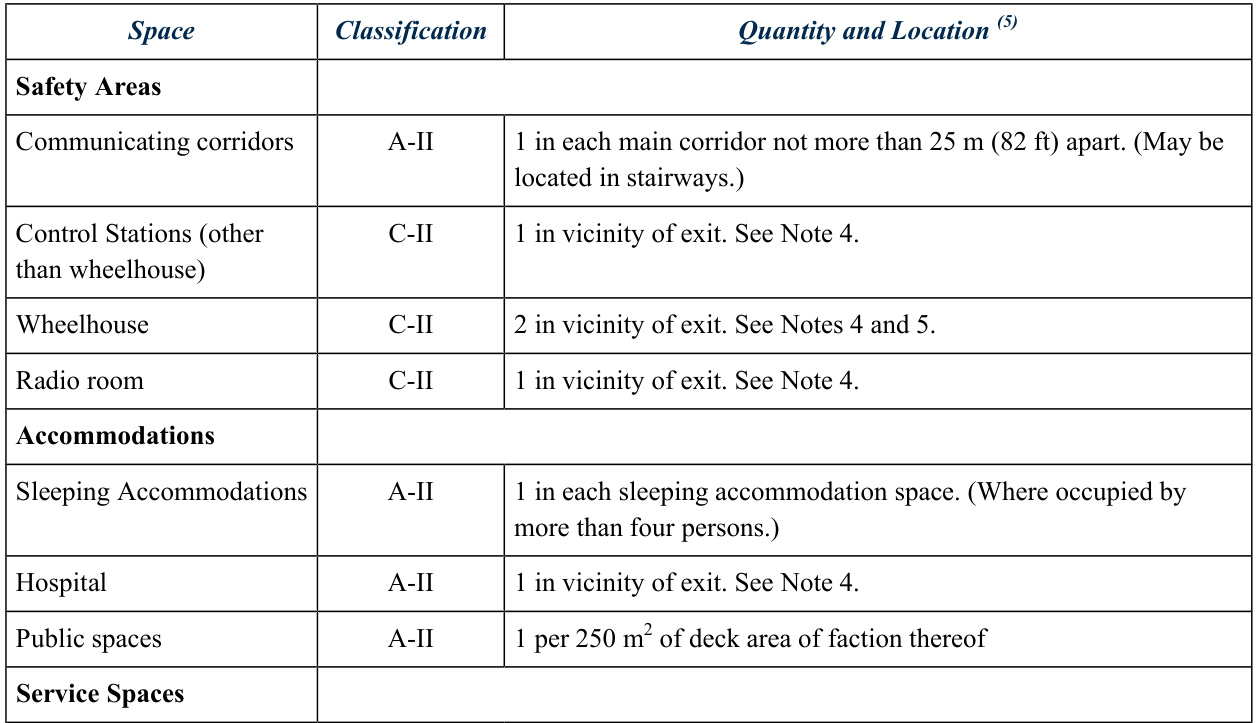 Space Classification Quantity and Location (5)
Safety Areas
Communicating corridors A-II 1 in each main corridor not more than 25 m (82 ft) apart. (May be
located in stairways.)
Control Stations (other C-II 1 in vicinity of exit. See Note 4.
than wheelhouse)
Wheelhouse C-II 2 in vicinity of exit. See Notes 4 and 5.
Radio room C-II 1 in vicinity of exit. See Note 4.
Accommodations
Sleeping Accommodations A-II 1 in each sleeping accommodation space. (Where occupied by
more than four persons.)
Hospital A-II 1 in vicinity of exit. See Note 4.
Public spaces A-II 1 per 250 m² of deck area of faction thereof
Service Spaces